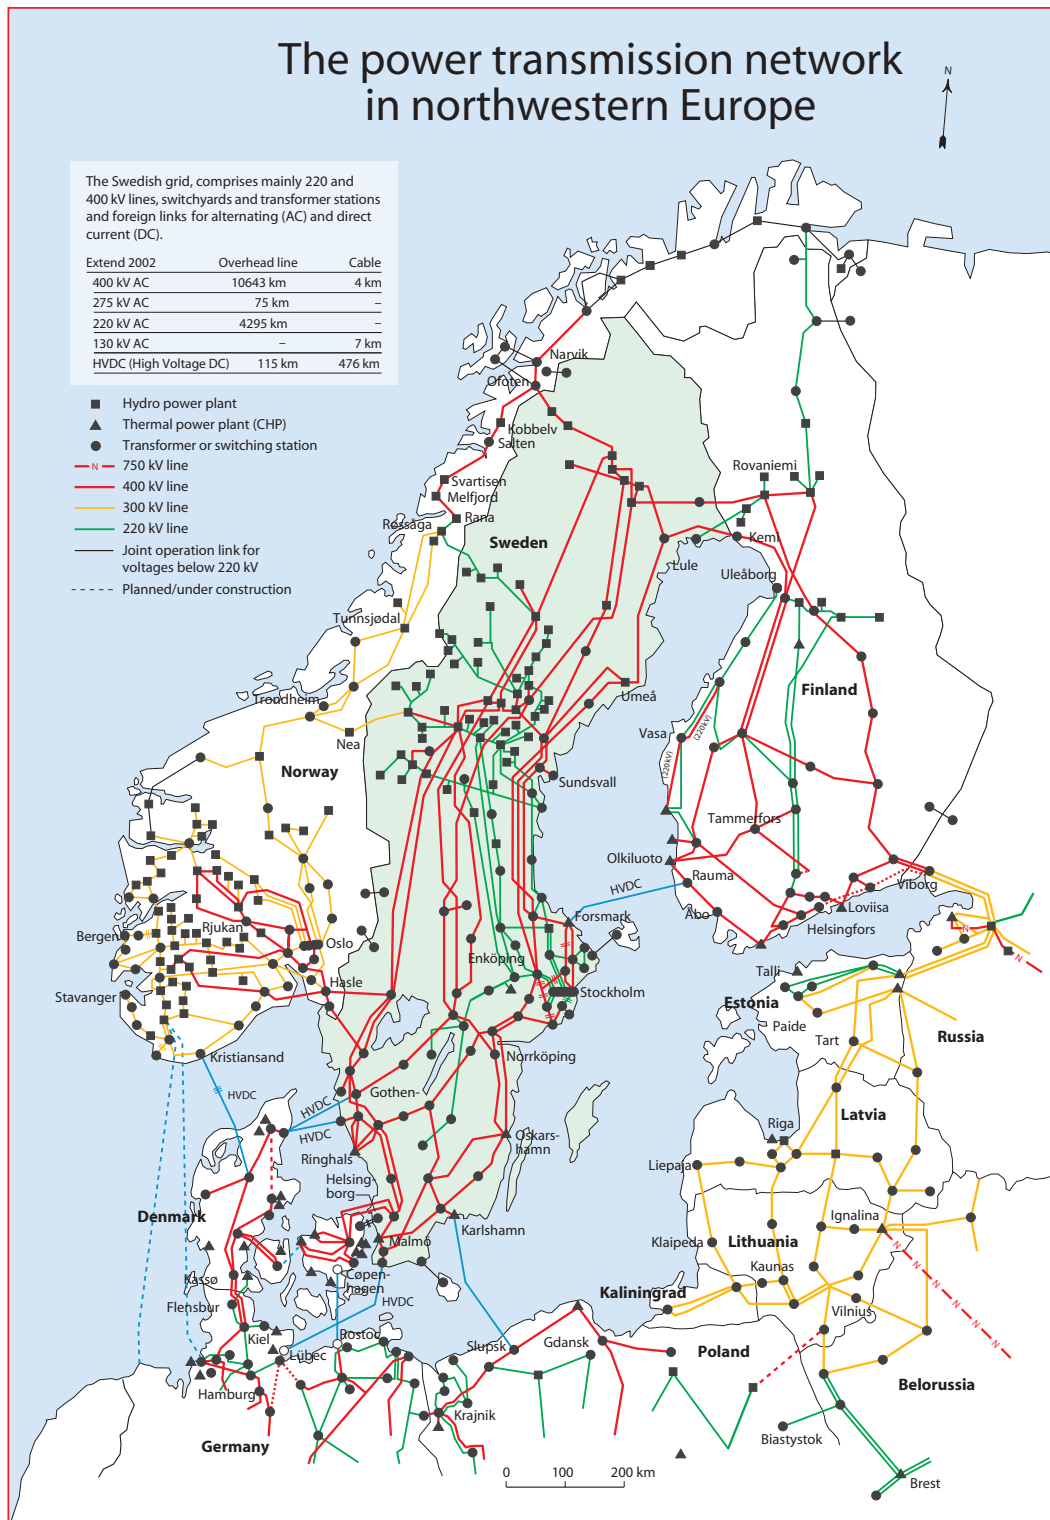 The power transmission network
in northwestern Europe
N
The Swedish grid, comprises mainly 220 and
400 kV lines, switchyards and transformer stations
and foreign links for alternating (AC) and direct
current (DC).
Extend 2002 Overhead line Cable
400 kV AC 10643 km 4 km
275 kV AC 75 km –
220 kV AC 4295 km –
130 kV AC – 7 km
HVDC (High Voltage DC) 115 km 476 km
Hydro power plant
Thermal power plant (CHP)
Transformer or switching station
N 750 kV line
400 kV line
300 kV line
220 kV line
Joint operation link for
voltages below 220 kV
Planned/under construction
Narvik
Ofoten
Kobbelv
Salten
Svartisen
Melfjord
Rana
Røssåga
Rovaniemi
Sweden
Kemi
Lule
Uleåborg
Tunnsjødal
Finland
Umeå
Trondheim
Vasa
(220kV)
(220kV)
Nea
Norway
Sundsvall
Tammerfors
Olkiluoto
Rauma
HVDC
Viborg
Loviisa
Åbo
Helsingfors
Forsmark
Rjukan
Bergen
Oslo
Enköping
N
N
Talli
Hasle
Stockholm
Stavanger
Estonia
Paide
Russia
Tart
Kristiansand
Norrköping
HVDC
Gothen-
HVDC
HVDC
Latvia
Riga
Oskars-
hamn
Ringhals
Liepaja
Helsing-
borg
Denmark
Karlshamn
Ignalina
Malmö
Klaipeda
Lithuania
N
N
N
N
N
N
Kassø
Copen-
hagen
Kaunas
Kaliningrad
HVDC
Flensbur
Vilnius
Kiel
Rostoc
Slupsk
Gdansk
Lübec
Poland
Hamburg
Belorussia
Krajnik
Germany
Biastystok
0 100 200 km
Brest